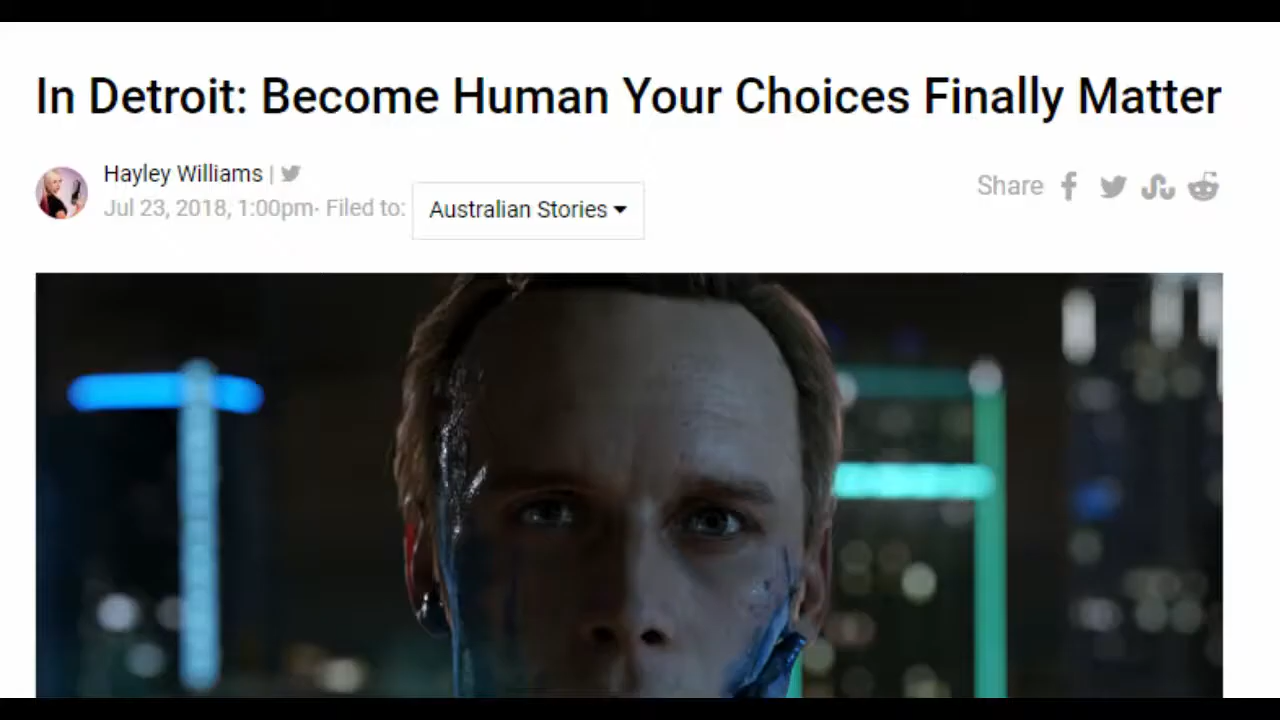 In Detroit: Become Human Your Choices Finally Matter
Hayley Williams |
Jul 23, 2018, 1:00pm· Filed to: Australian Stories
Share